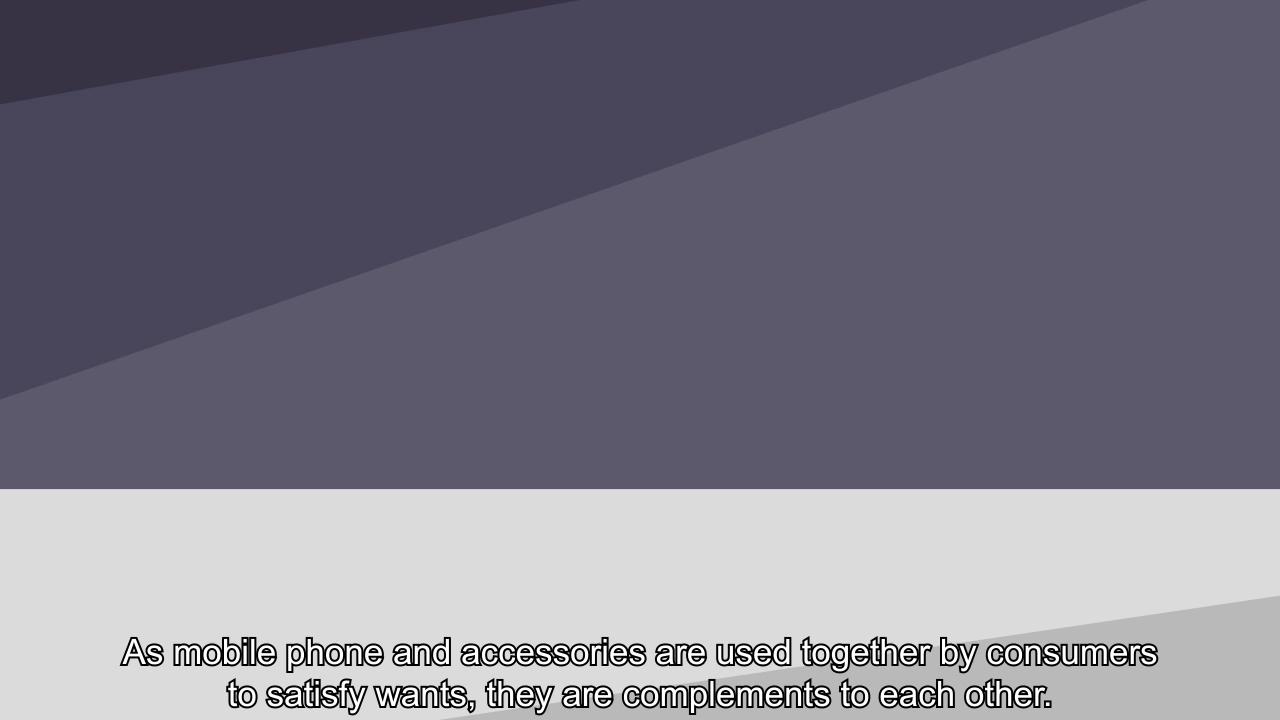 As mobile phone and accessories are used together by consumers
to satisfy wants, they are complements to each other.